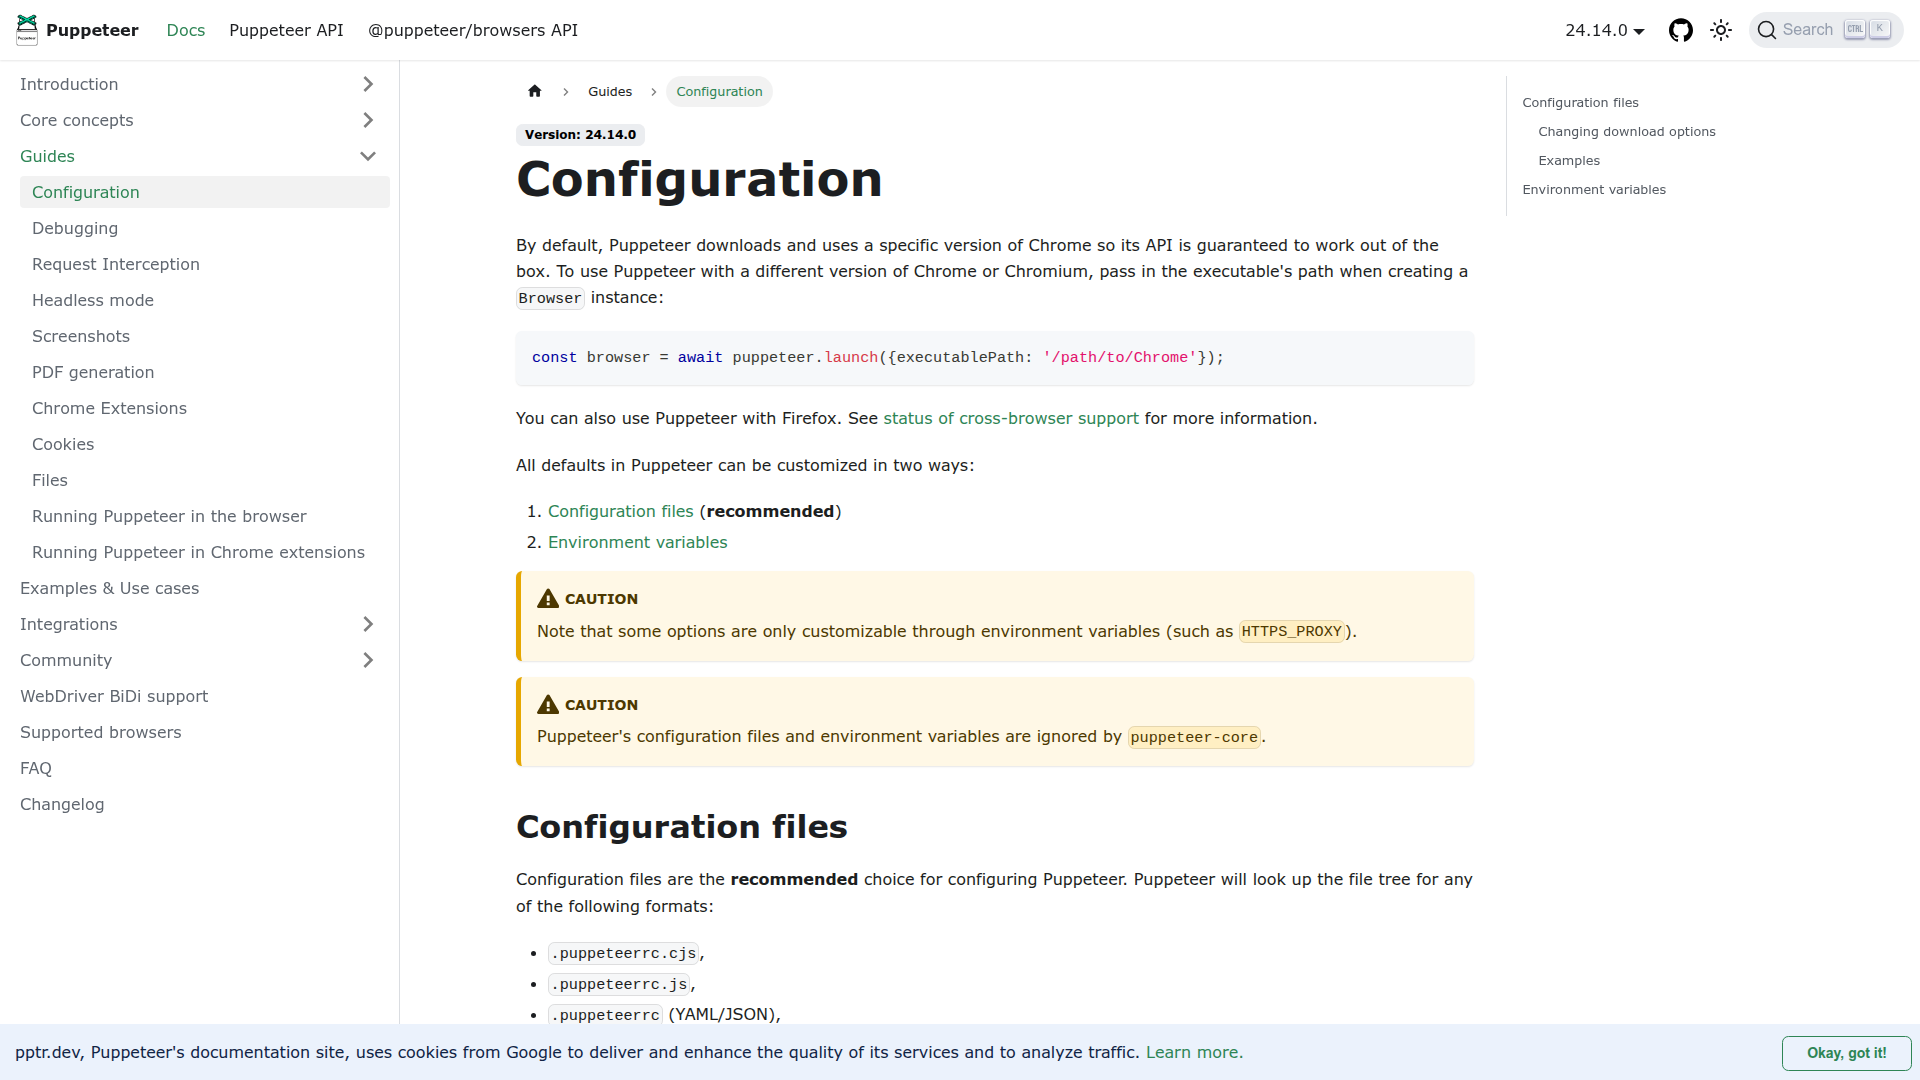 Puppeteer Docs Puppeteer API @puppeteer/browsers API 24.14.0 Search CTRL K
Introduction
Core concepts
Guides
Configuration
Debugging
Request Interception
Headless mode
Screenshots
PDF generation
Chrome Extensions
Cookies
Files
Running Puppeteer in the browser
Running Puppeteer in Chrome extensions
Examples & Use cases
Integrations
Community
WebDriver BiDi support
Supported browsers
FAQ
Changelog
Guides Configuration
Version: 24.14.0
Configuration
By default, Puppeteer downloads and uses a specific version of Chrome so its API is guaranteed to work out of the
box. To use Puppeteer with a different version of Chrome or Chromium, pass in the executable's path when creating a
Browser instance:
const browser = await puppeteer.launch({executablePath: '/path/to/Chrome'});
You can also use Puppeteer with Firefox. See status of cross-browser support for more information.
All defaults in Puppeteer can be customized in two ways:
1. Configuration files (recommended)
2. Environment variables
CAUTION
Note that some options are only customizable through environment variables (such as HTTPS_PROXY).
CAUTION
Puppeteer's configuration files and environment variables are ignored by puppeteer-core.
Configuration files
Configuration files are the recommended choice for configuring Puppeteer. Puppeteer will look up the file tree for any
of the following formats:
• .puppeteerrc.cjs,
• .puppeteerrc.js,
• .puppeteerrc (YAML/JSON),
Configuration files
Changing download options
Examples
Environment variables
pptr.dev, Puppeteer's documentation site, uses cookies from Google to deliver and enhance the quality of its services and to analyze traffic. Learn more.
Okay, got it!